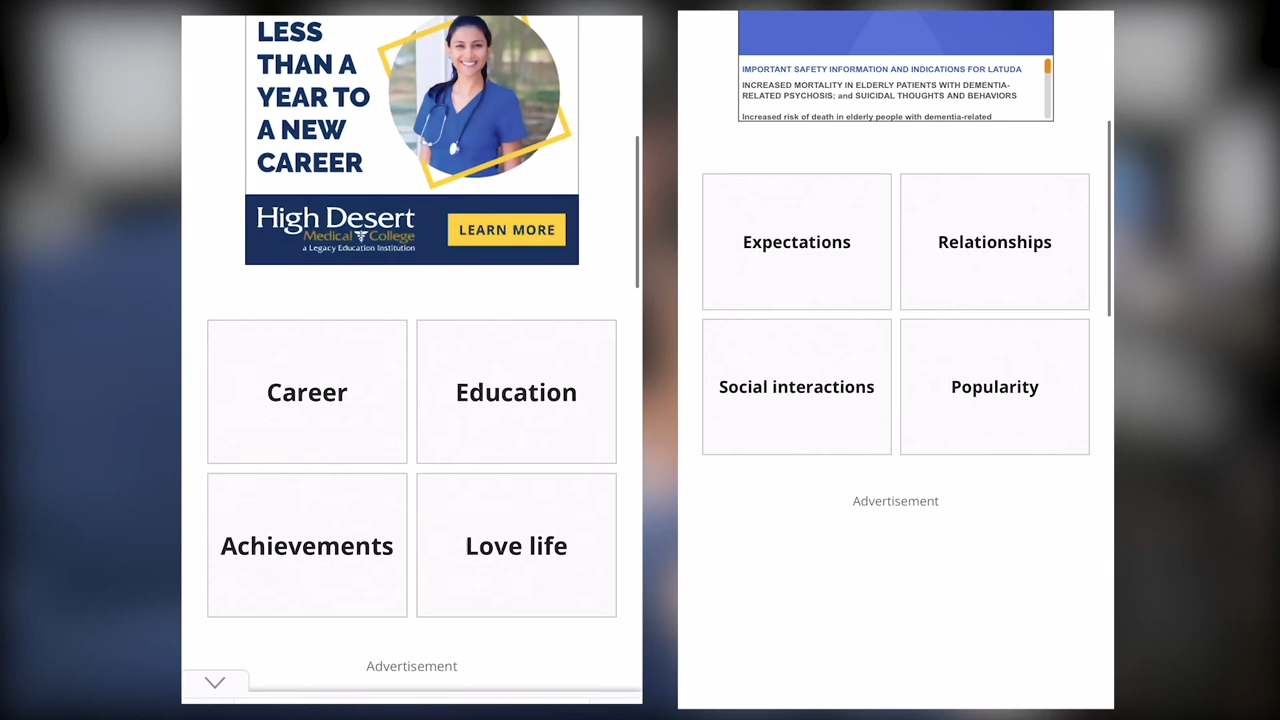 LESS
THAN A
YEAR TO
A NEW
CAREER
High Desert
Medical College
a Legacy Education Institution
LEARN MORE
Career
Education
Achievements
Love life
Advertisement
IMPORTANT SAFETY INFORMATION AND INDICATIONS FOR LATUDA
INCREASED MORTALITY IN ELDERLY PATIENTS WITH DEMENTIA-
RELATED PSYCHOSIS; and SUICIDAL THOUGHTS AND BEHAVIORS
Increased risk of death in elderly people with dementia-related
Expectations
Relationships
Social interactions
Popularity
Advertisement